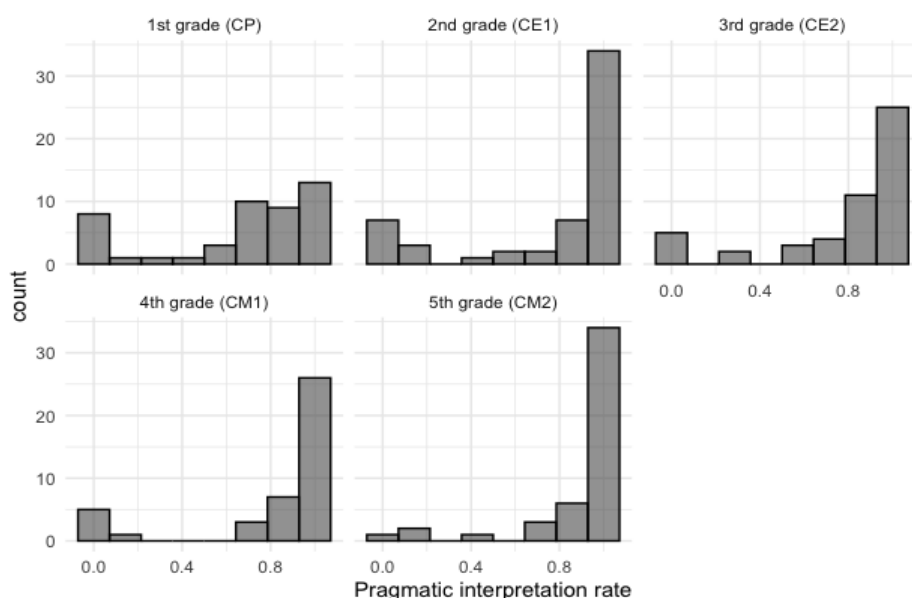 1st grade (CP)
2nd grade (CE1)
3rd grade (CE2)
30
20
10
0
0.0 0.4 0.8
4th grade (CM1)
5th grade (CM2)
30
20
10
0
0.0 0.4 0.8
0.0 0.4 0.8
count
Pragmatic interpretation rate